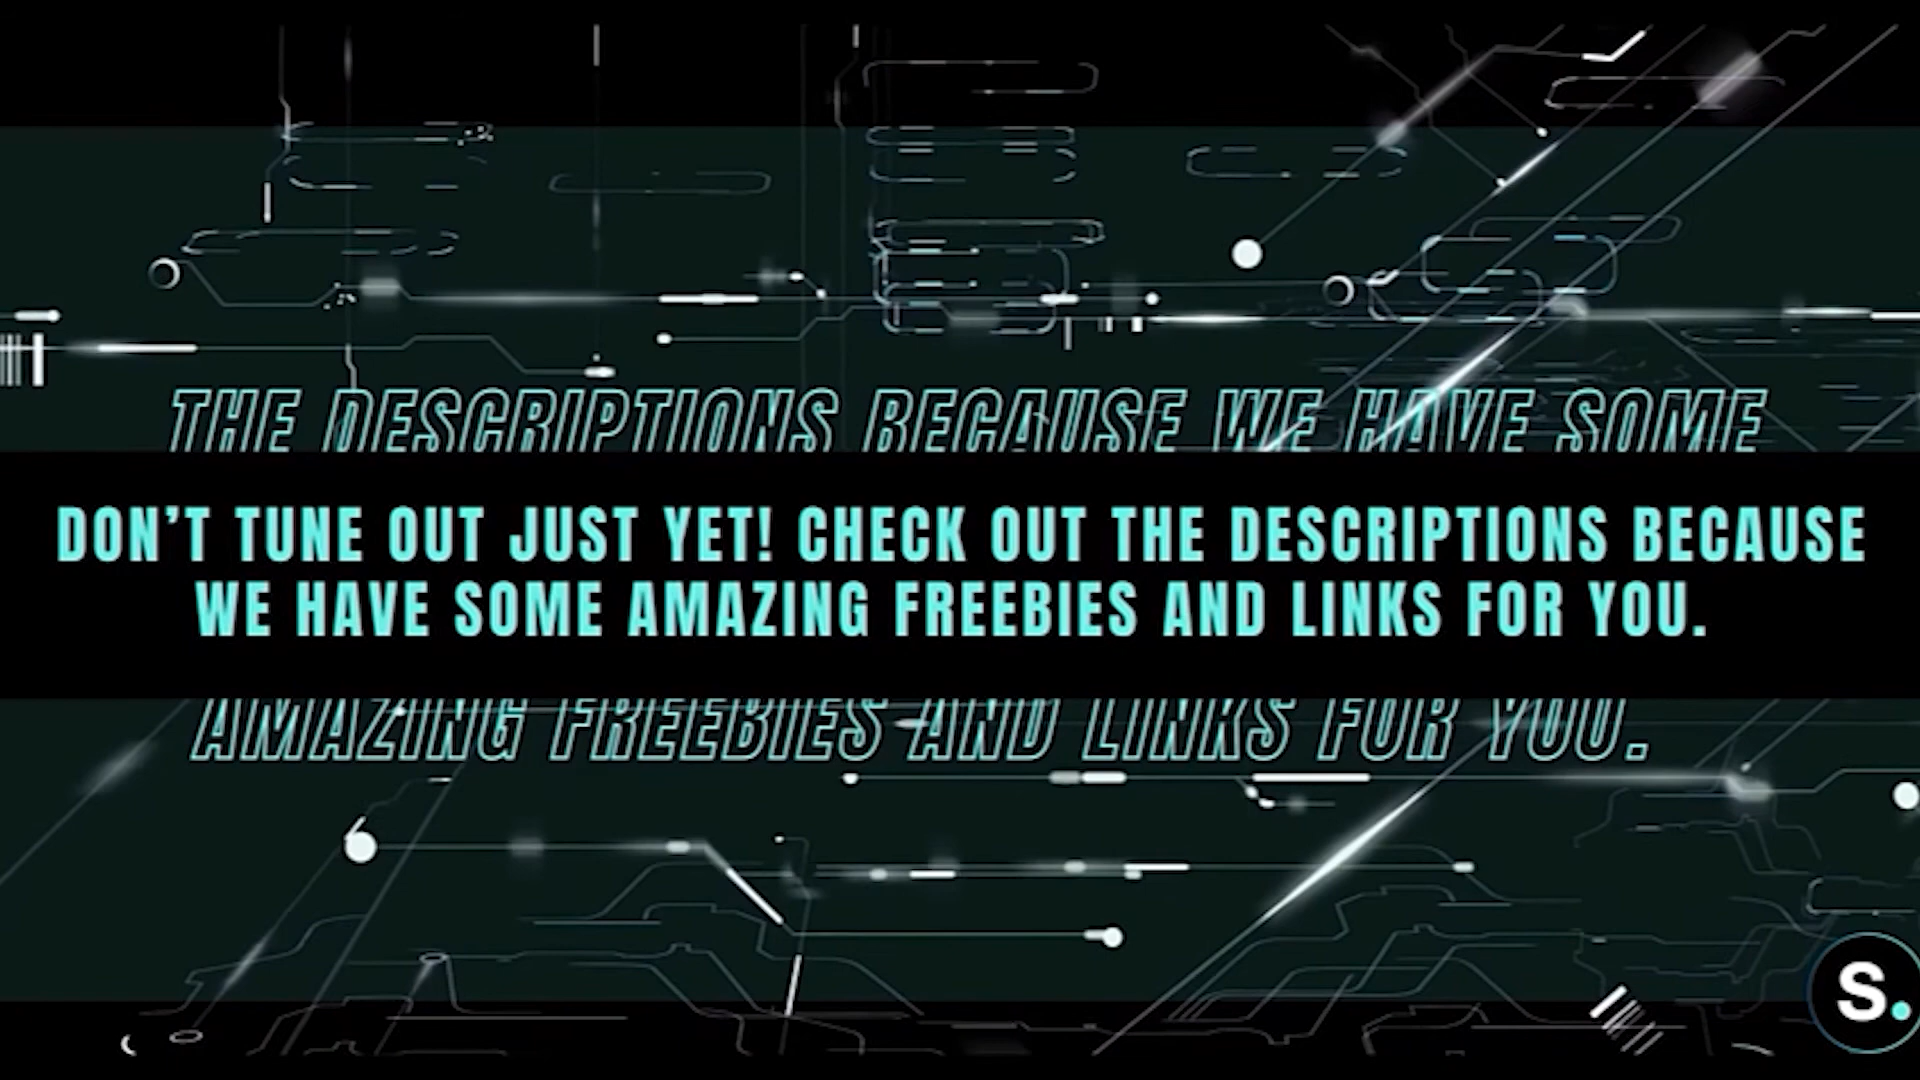 THE DESCRIPTIONS BECAUSE WE HAVE SOME
DON’T TUNE OUT JUST YET! CHECK OUT THE DESCRIPTIONS BECAUSE
WE HAVE SOME AMAZING FREEBIES AND LINKS FOR YOU.
AMAZING FREEBIES AND LINKS FOR YOU.
S.